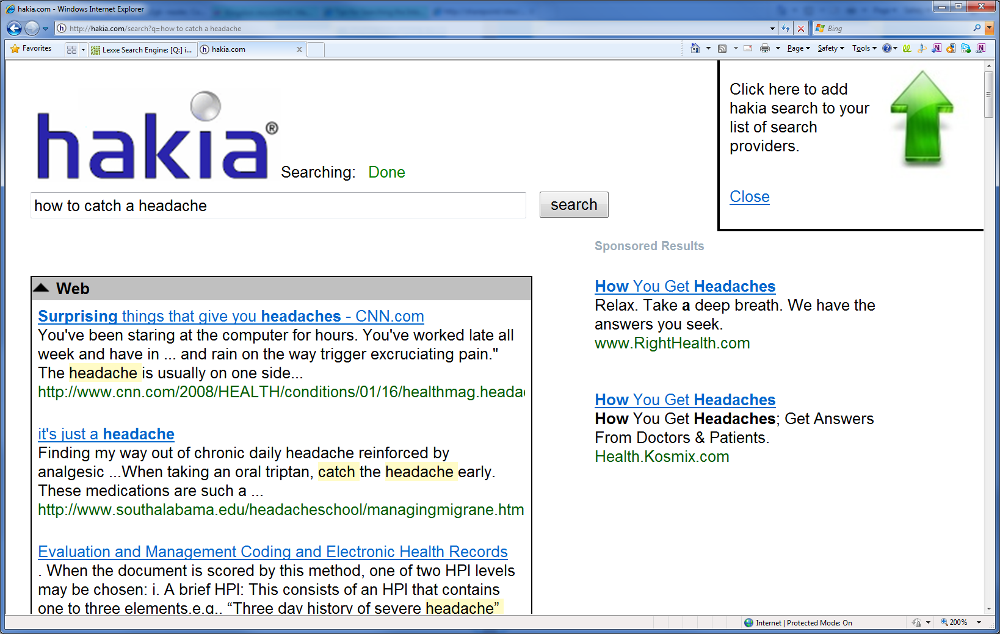 hakia.com - Windows Internet Explorer
http://hakia.com/search?q=how to catch a headache
Bing
Favorites
Lexxe Search Engine: [Q:] i...
hakia.com
Page
Safety
Tools
hakia®
Searching: Done
how to catch a headache
search
Click here to add
hakia search to your
list of search
providers.
Close
Web
Surprising things that give you headaches - CNN.com
You've been staring at the computer for hours. You've worked late all
week and have in ... and rain on the way trigger excruciating pain."
The headache is usually on one side...
http://www.cnn.com/2008/HEALTH/conditions/01/16/healthmag.heada
it's just a headache
Finding my way out of chronic daily headache reinforced by
analgesic ...When taking an oral triptan, catch the headache early.
These medications are such a ...
http://www.southalabama.edu/headacheschool/managingmigrane.htm
Evaluation and Management Coding and Electronic Health Records
. When the document is scored by this method, one of two HPI levels
may be chosen: i. A brief HPI: This consists of an HPI that contains
one to three elements.e.g., “Three day history of severe headache”
Sponsored Results
How You Get Headaches
Relax. Take a deep breath. We have the
answers you seek.
www.RightHealth.com
How You Get Headaches
How You Get Headaches; Get Answers
From Doctors & Patients.
Health.Kosmix.com
Internet | Protected Mode: On
200%